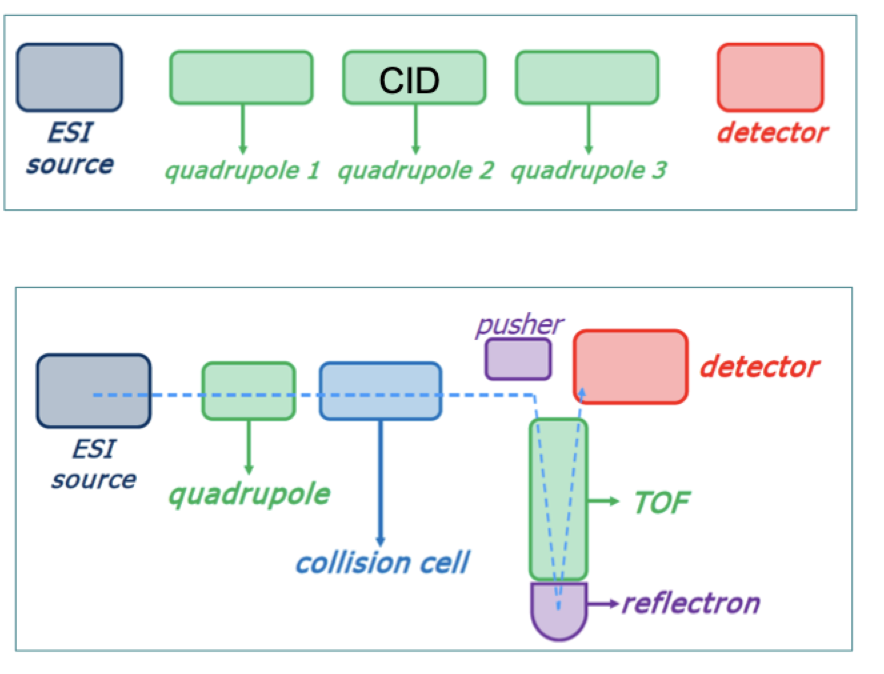 CID
ESI
source
detector
quadrupole 1 quadrupole 2 quadrupole 3
pusher
detector
ESI
source
quadrupole
TOF
collision cell
reflectron